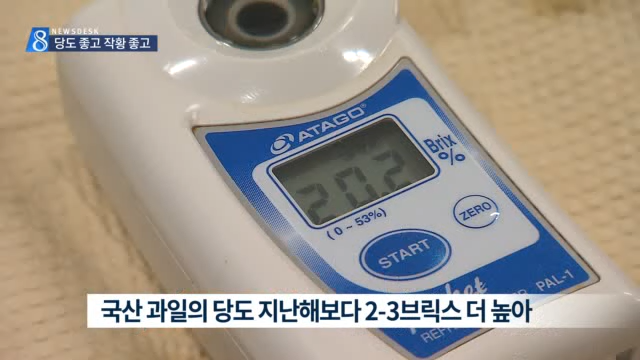 NEWSDESK
8 당도 좋고 작황 좋고
ATAGO®
Brix
%
20.2
( 0 ~ 53% )
START
ZERO
PAL-1
국산 과일의 당도 지난해보다 2-3브릭스 더 높아